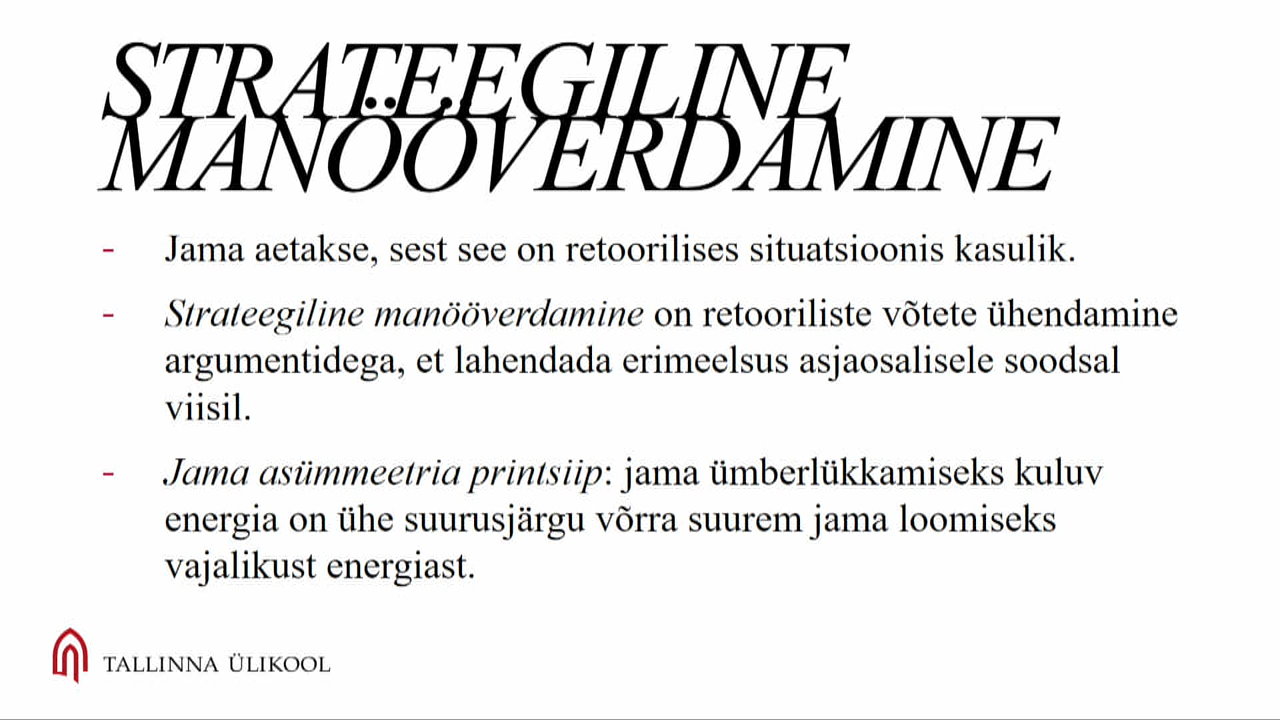 STRATEEGILINE
MANÖÖVERDAMINE
- Jama aetakse, sest see on retoorilises situatsioonis kasulik.
- Strateegiline manööverdamine on retooriliste võtete ühendamine
argumentidega, et lahendada erimeelsus asjaosalisele soodsal
viisil.
- Jama asümmeetria printsiip: jama ümberlükkamiseks kuluv
energia on ühe suurusjärgu võrra suurem jama loomiseks
vajalikust energiast.
TALLINNA ÜLIKOOL